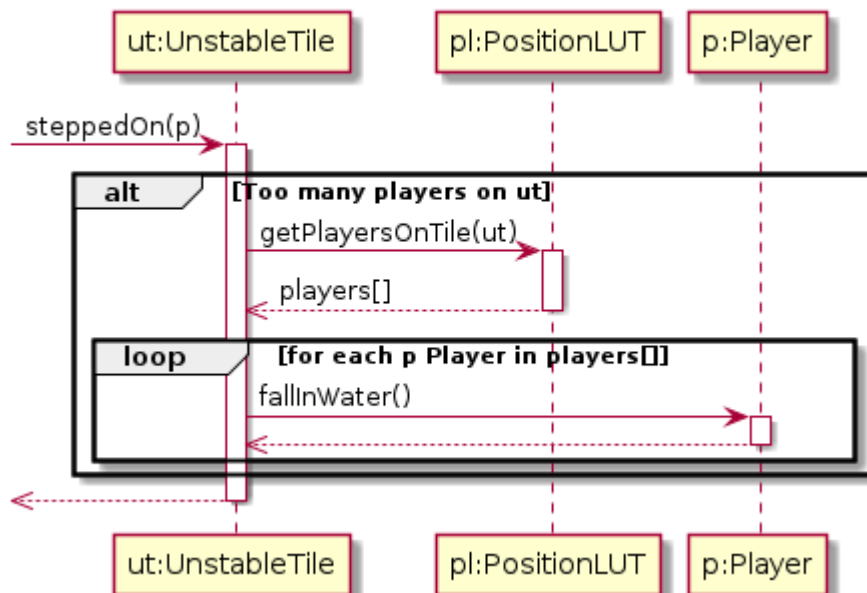 ut:UnstableTile pl:PositionLUT p:Player
steppedOn(p)
alt [Too many players on ut]
getPlayersOnTile(ut)
players[]
loop [for each p Player in players[]]
fallInWater()
ut:UnstableTile pl:PositionLUT p:Player